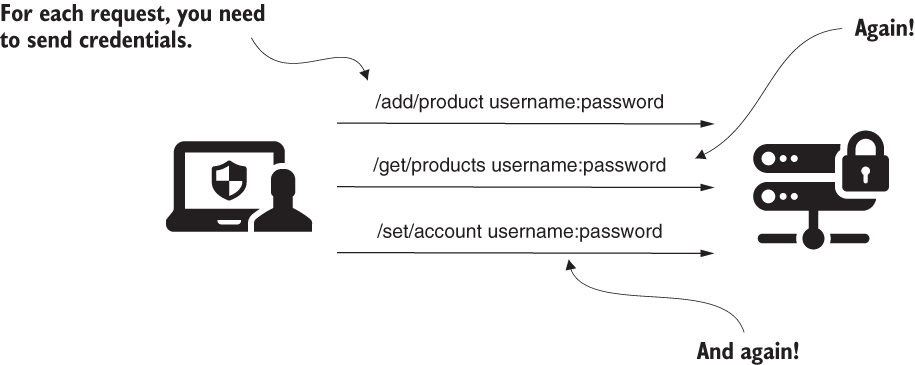 For each request, you need
to send credentials.
Again!
/add/product username:password
/get/products username:password
/set/account username:password
And again!